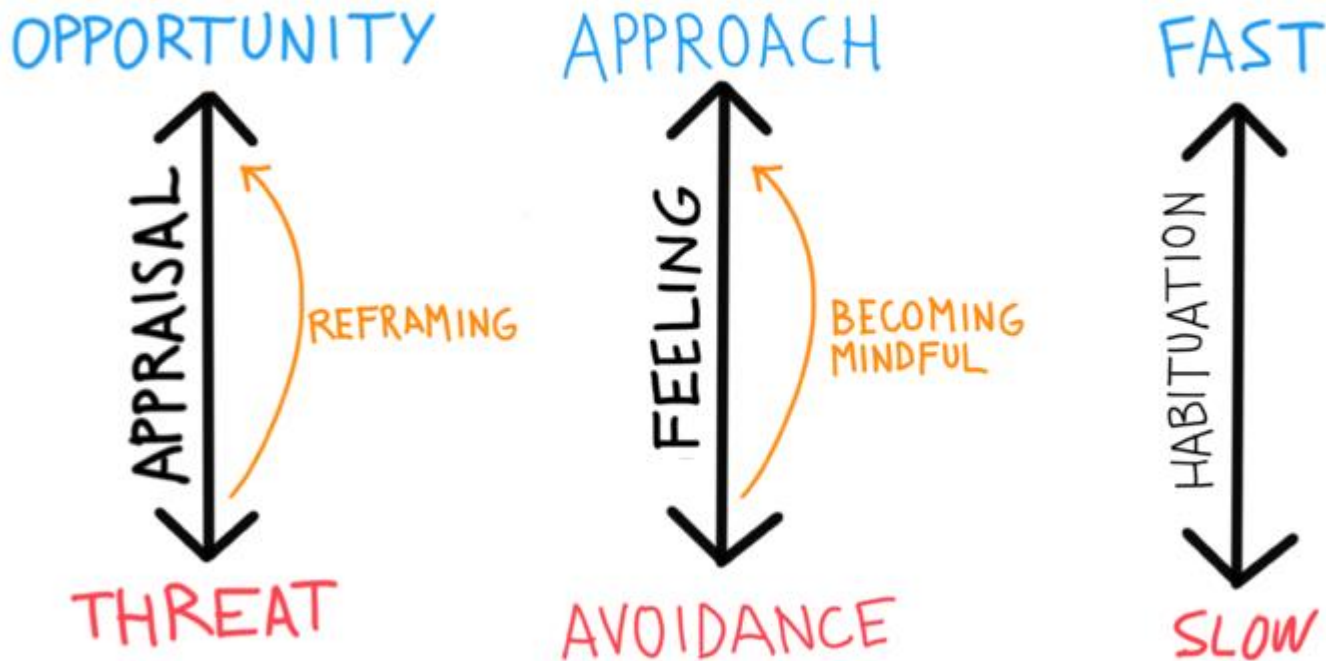 OPPORTUNITY
APPRAISAL
REFRAMING
THREAT
APPROACH
FEELING
BECOMING
MINDFUL
AVOIDANCE
FAST
HABITUATION
SLOW